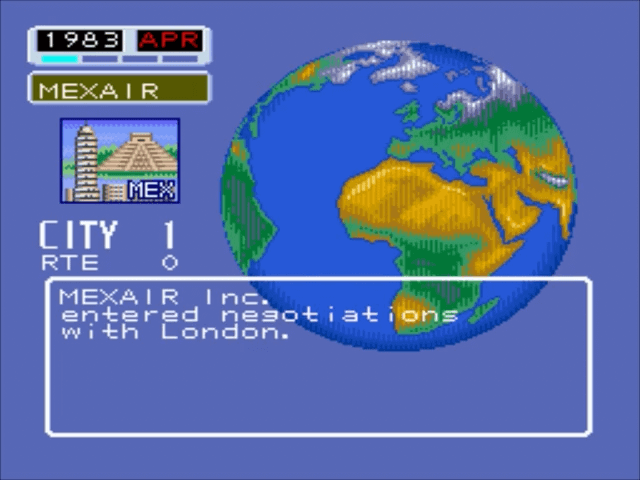 1983 APR
MEXAIR
MEX
CITY 1
RTE 0
MEXAIR Inc.
entered negotiations
with London.